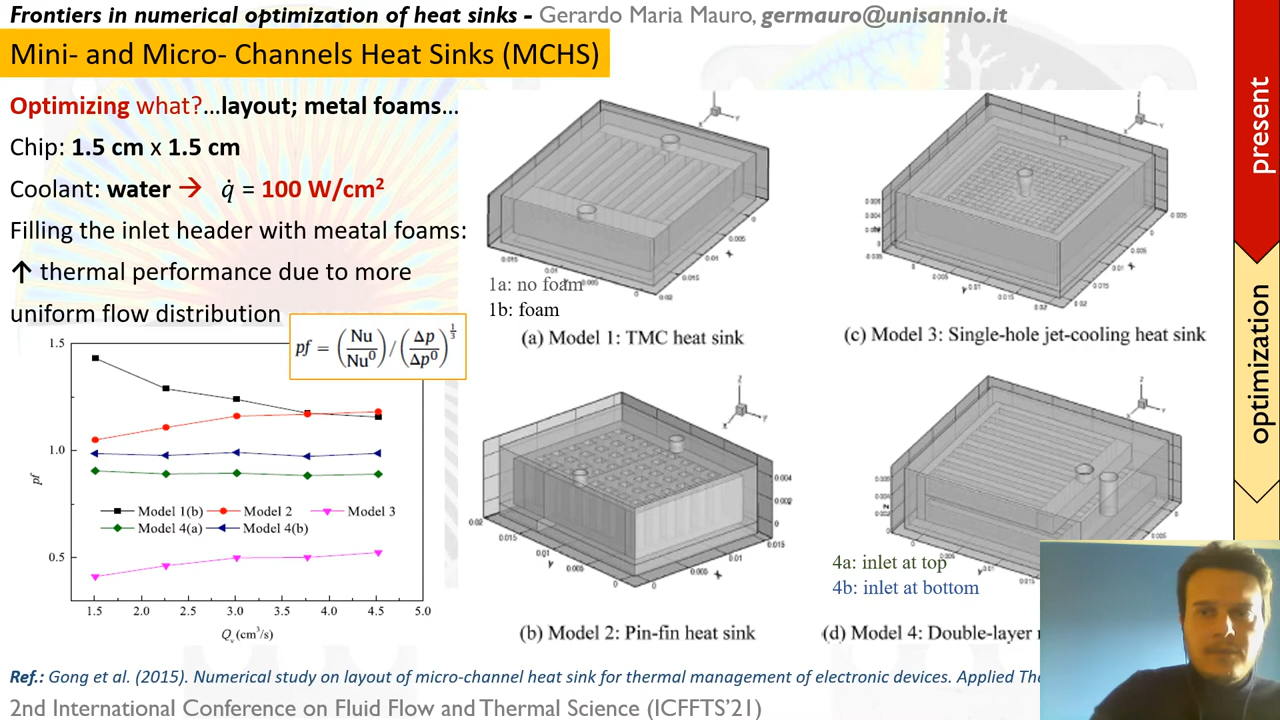 Frontiers in numerical optimization of heat sinks - Gerardo Maria Mauro, germauro@unisannio.it
Mini- and Micro- Channels Heat Sinks (MCHS)
Optimizing what?...layout; metal foams...
Chip: 1.5 cm x 1.5 cm
Coolant: water → q̇ = 100 W/cm²
Filling the inlet header with meatal foams:
↑ thermal performance due to more
uniform flow distribution
pf = (Nu/Nu⁰) / (Δp/Δp⁰)^1/3
1.5
1.0
0.5
pf
Model 1(b) Model 2 Model 3
Model 4(a) Model 4(b)
1.5 2.0 2.5 3.0 3.5 4.0 4.5 5.0
Qv (cm³/s)
1a: no foam
1b: foam
(a) Model 1: TMC heat sink
(c) Model 3: Single-hole jet-cooling heat sink
4a: inlet at top
4b: inlet at bottom
(b) Model 2: Pin-fin heat sink
(d) Model 4: Double-layer
Ref.: Gong et al. (2015). Numerical study on layout of micro-channel heat sink for thermal management of electronic devices. Applied
2nd International Conference on Fluid Flow and Thermal Science (ICFFTS'21)
present
optimization